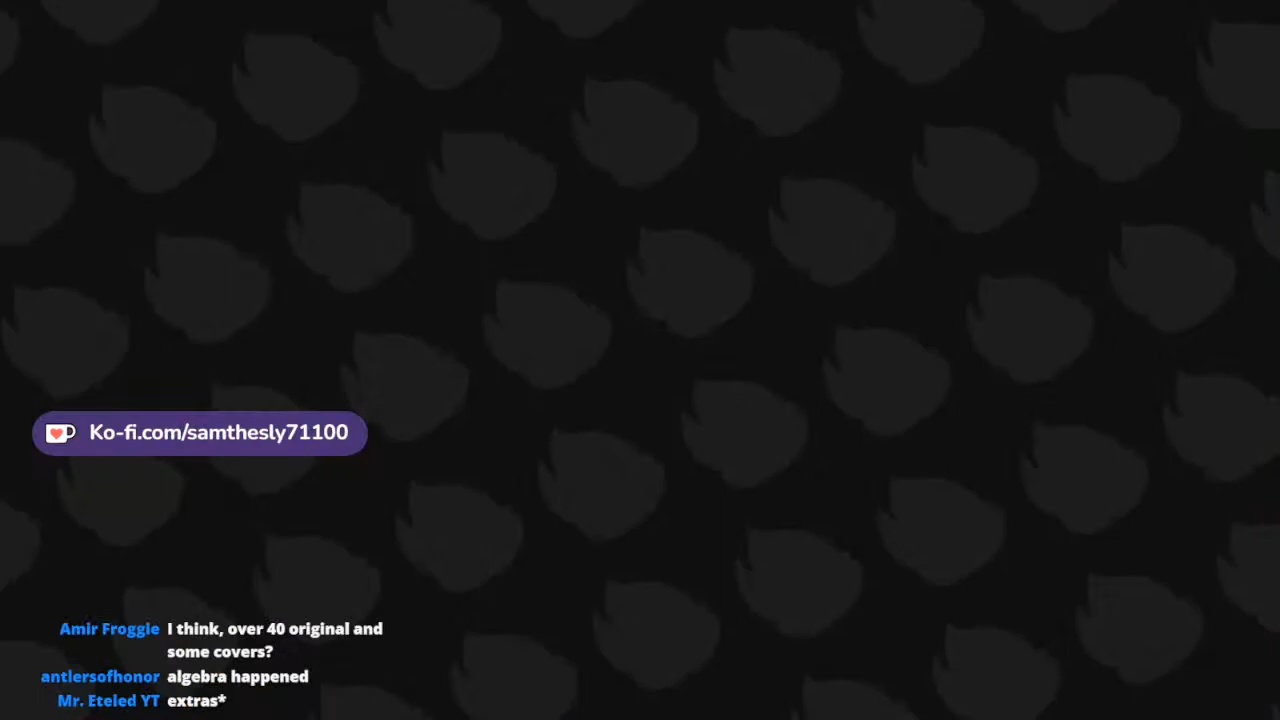 Ko-fi.com/samthesly71100
Amir Froggie I think, over 40 original and
some covers?
antlersofhonor algebra happened
Mr. Eteled YT extras*